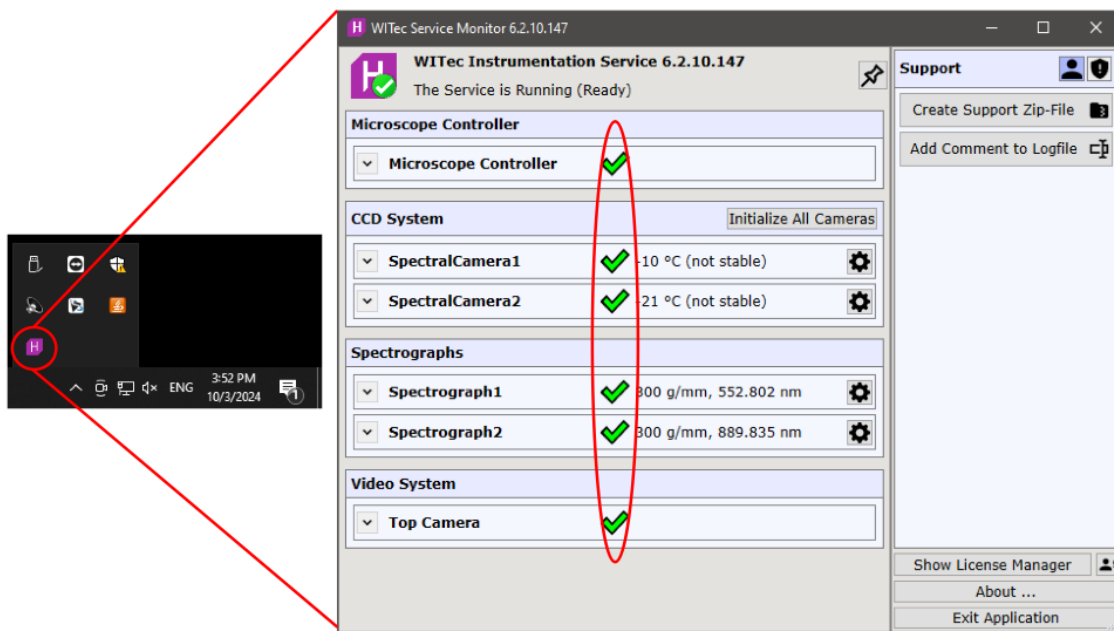 WITec Service Monitor 6.2.10.147
WITec Instrumentation Service 6.2.10.147
The Service is Running (Ready)
Microscope Controller
Microscope Controller
CCD System
Initialize All Cameras
SpectralCamera1 -10 °C (not stable)
SpectralCamera2 -21 °C (not stable)
Spectrographs
Spectrograph1 300 g/mm, 552.802 nm
Spectrograph2 300 g/mm, 889.835 nm
Video System
Top Camera
Support
Create Support Zip-File
Add Comment to Logfile
Show License Manager
About ...
Exit Application
H
ENG
3:52 PM
10/3/2024
1